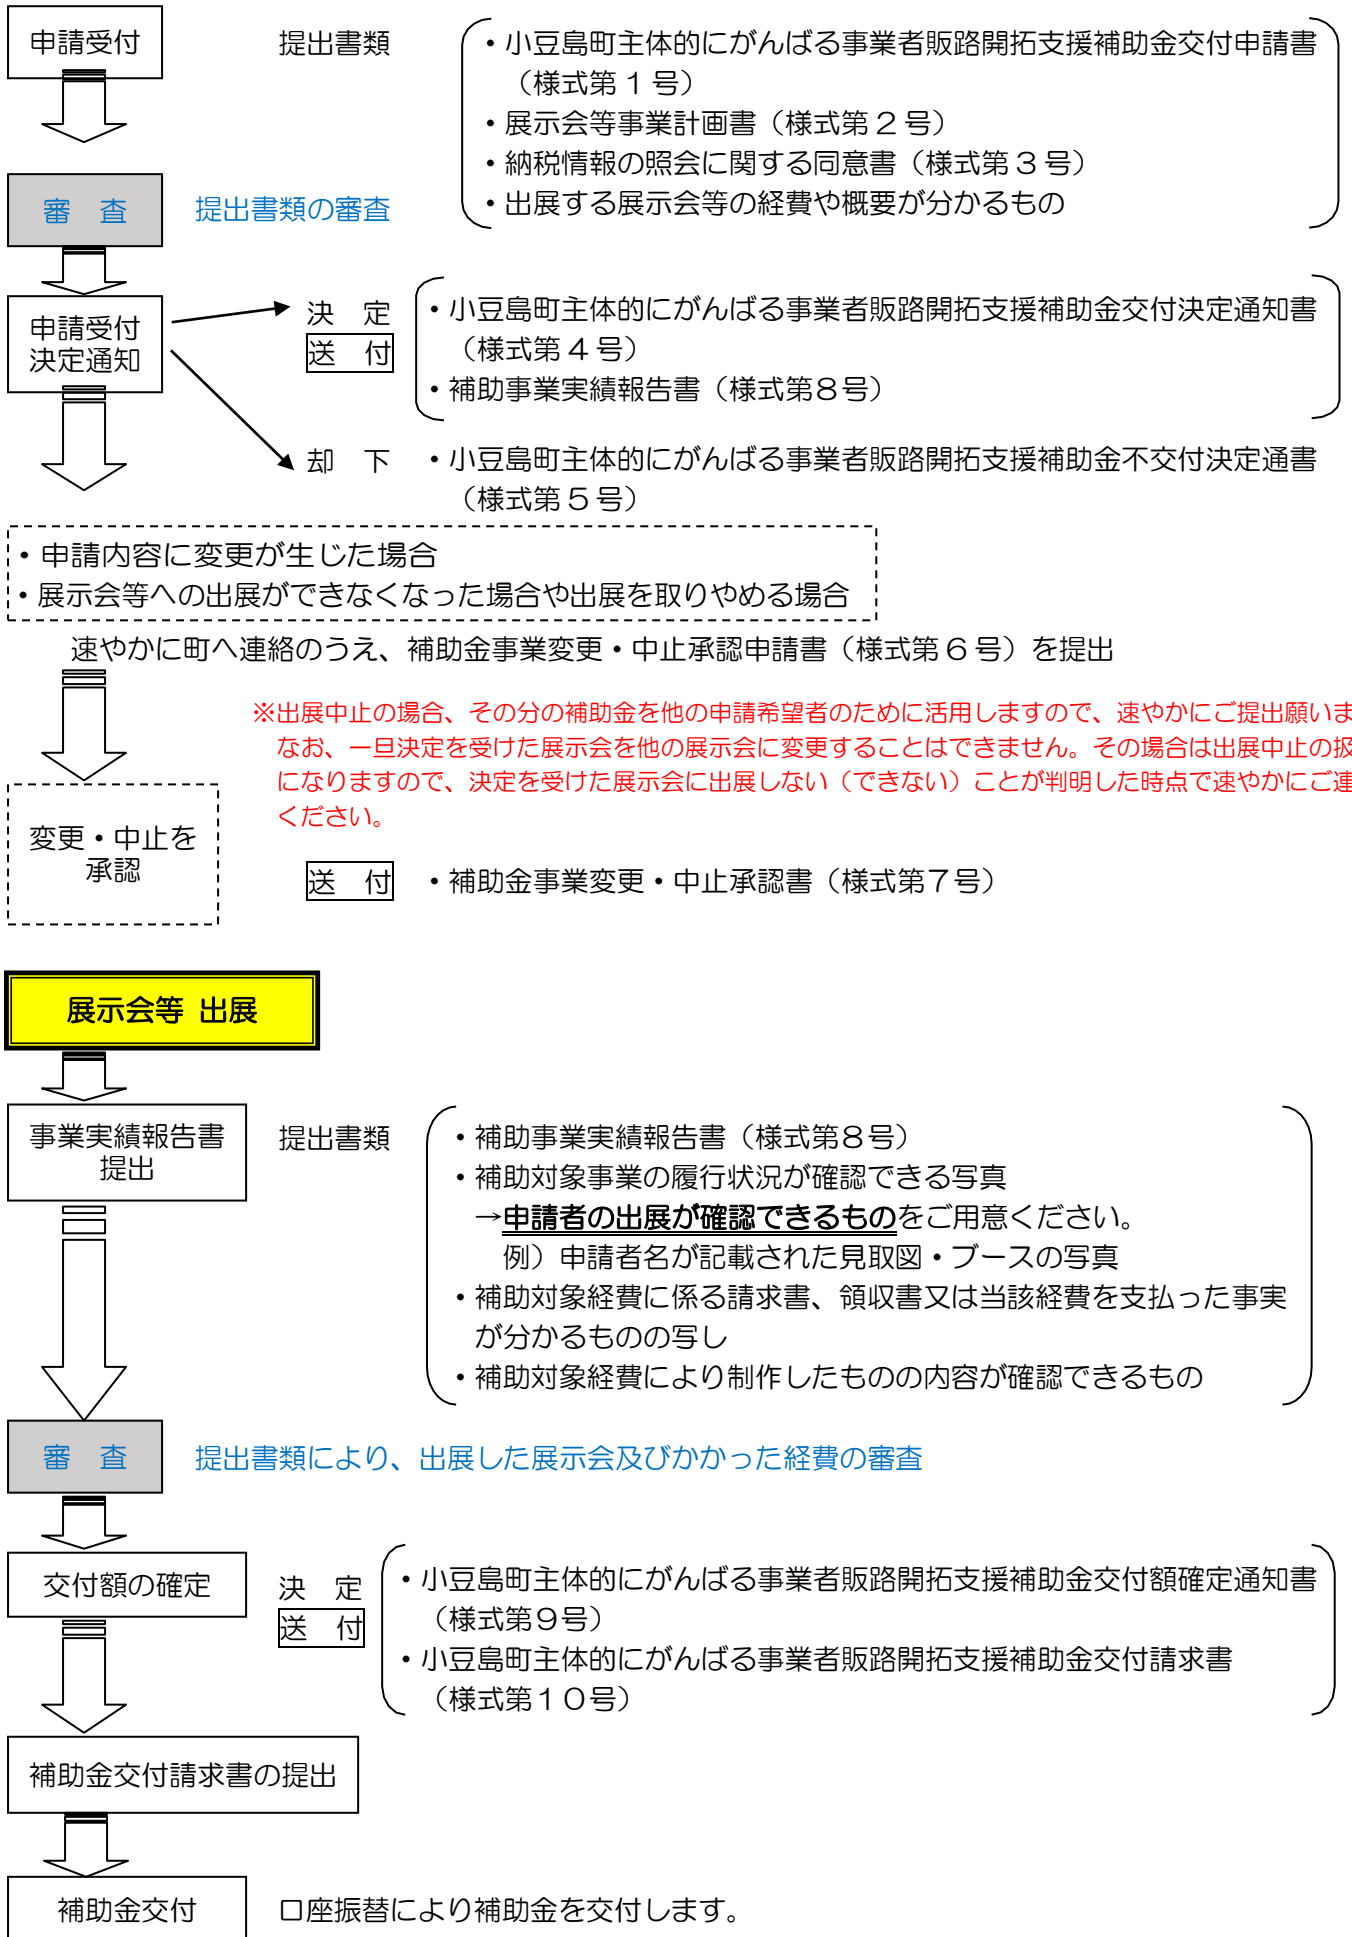 申請受付
提出書類
・小豆島町主体的にがんばる事業者販路開拓支援補助金交付申請書
（様式第１号）
・展示会等事業計画書（様式第２号）
・納税情報の照会に関する同意書（様式第３号）
・出展する展示会等の経費や概要が分かるもの
審　査
提出書類の審査
申請受付
決定通知
決　定
送　付
・小豆島町主体的にがんばる事業者販路開拓支援補助金交付決定通知書
（様式第４号）
・補助事業実績報告書（様式第８号）
却　下
・小豆島町主体的にがんばる事業者販路開拓支援補助金不交付決定通書
（様式第５号）
・申請内容に変更が生じた場合
・展示会等への出展ができなくなった場合や出展を取りやめる場合
速やかに町へ連絡のうえ、補助金事業変更・中止承認申請書（様式第６号）を提出
※出展中止の場合、その分の補助金を他の申請希望者のために活用しますので、速やかにご提出願いま
なお、一旦決定を受けた展示会を他の展示会に変更することはできません。その場合は出展中止の扱
になりますので、決定を受けた展示会に出展しない（できない）ことが判明した時点で速やかにご連
ください。
変更・中止を
承認
送　付
・補助金事業変更・中止承認書（様式第７号）
展示会等 出展
事業実績報告書
提出
提出書類
・補助事業実績報告書（様式第８号）
・補助対象事業の履行状況が確認できる写真
→申請者の出展が確認できるものをご用意ください。
例）申請者名が記載された見取図・ブースの写真
・補助対象経費に係る請求書、領収書又は当該経費を支払った事実
が分かるものの写し
・補助対象経費により制作したものの内容が確認できるもの
審　査
提出書類により、出展した展示会及びかかった経費の審査
交付額の確定
決　定
送　付
・小豆島町主体的にがんばる事業者販路開拓支援補助金交付額確定通知書
（様式第９号）
・小豆島町主体的にがんばる事業者販路開拓支援補助金交付請求書
（様式第１０号）
補助金交付請求書の提出
補助金交付
口座振替により補助金を交付します。